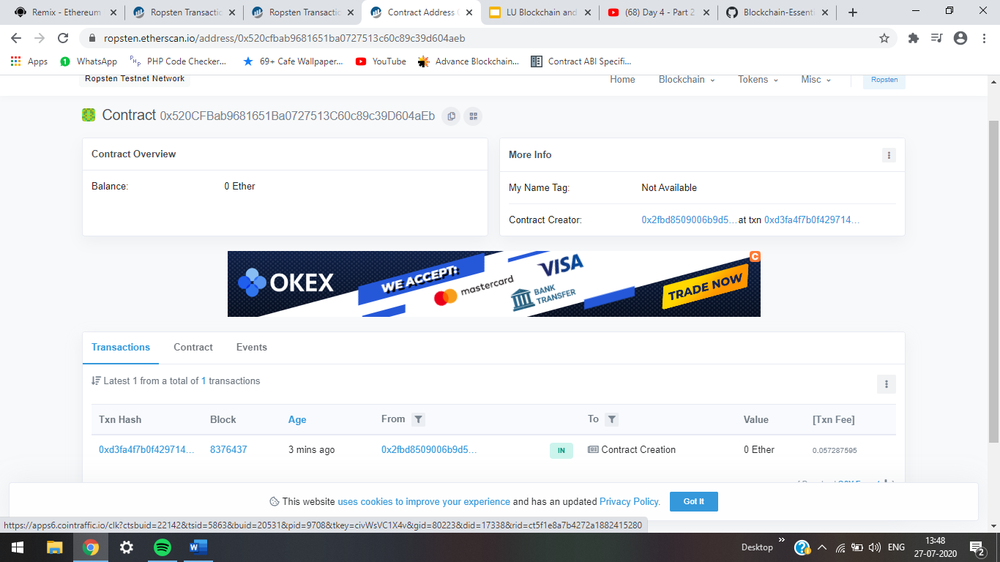 Remix - Ethereum
Ropsten Transactio
Ropsten Transactio
Contract Address
LU Blockchain and
(68) Day 4 - Part 2
Blockchain-Essenti
ropsten.etherscan.io/address/0x520cfbab9681651ba0727513c60c89c39d604aeb
Apps
1 WhatsApp
PHP PHP Code Checker...
69+ Cafe Wallpaper...
YouTube
Advance Blockchain...
Contract ABI Specifi...
Ropsten Testnet Network
Home
Blockchain
Tokens
Misc
Ropsten
Contract 0x520CFBab9681651Ba0727513C60c89c39D604aEb
Contract Overview
Balance: 0 Ether
More Info
My Name Tag: Not Available
Contract Creator: 0x2fbd8509006b9d5... at txn 0xd3fa4f7b0f429714...
OKEX
WE ACCEPT:
mastercard
VISA
BANK
TRANSFER
TRADE NOW
C
Transactions Contract Events
Latest 1 from a total of 1 transactions
Txn Hash Block Age From To Value [Txn Fee]
0xd3fa4f7b0f429714... 8376437 3 mins ago 0x2fbd8509006b9d5... IN Contract Creation 0 Ether 0.057287595
This website uses cookies to improve your experience and has an updated Privacy Policy. Got It
https://apps6.cointraffic.io/clk?ctsbuid=22142&tsid=5863&buid=20531&pid=9708&tkey=civWsVC1X4v&gid=80223&did=17338&rid=ct5f1e8a7b4272a1882415280
Desktop
ENG
13:48
27-07-2020
2